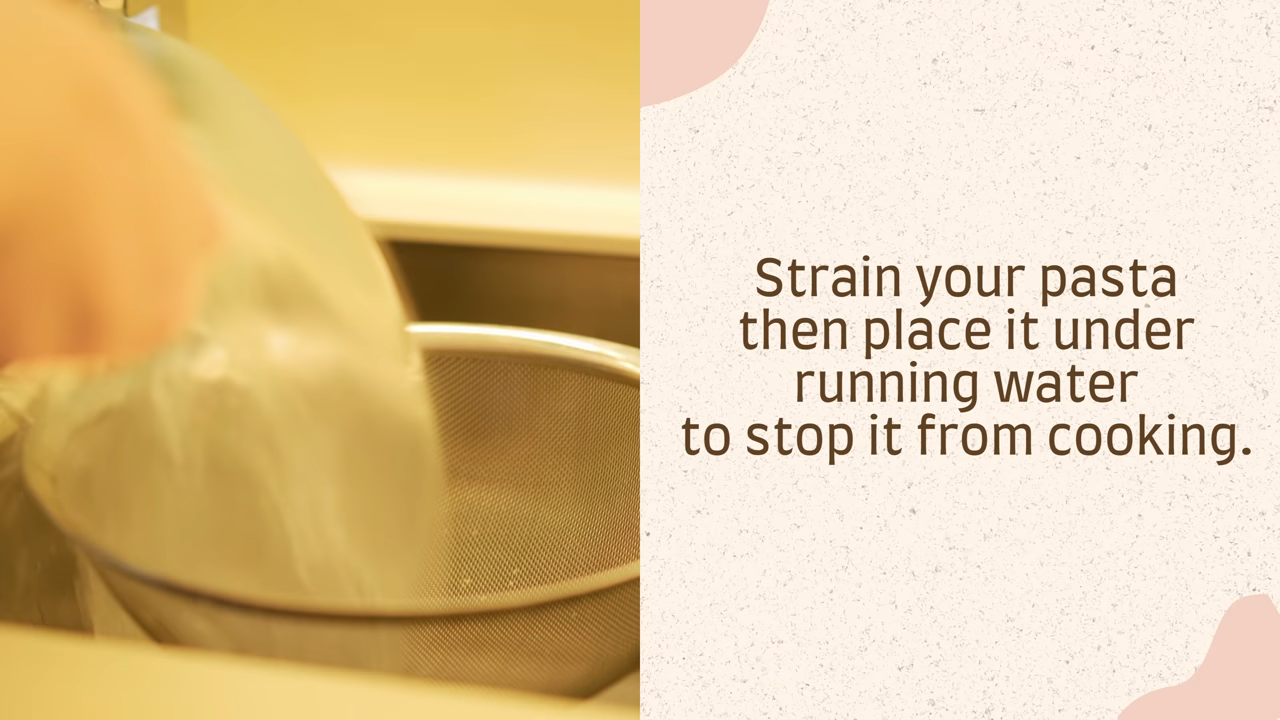 Strain your pasta
then place it under
running water
to stop it from cooking.